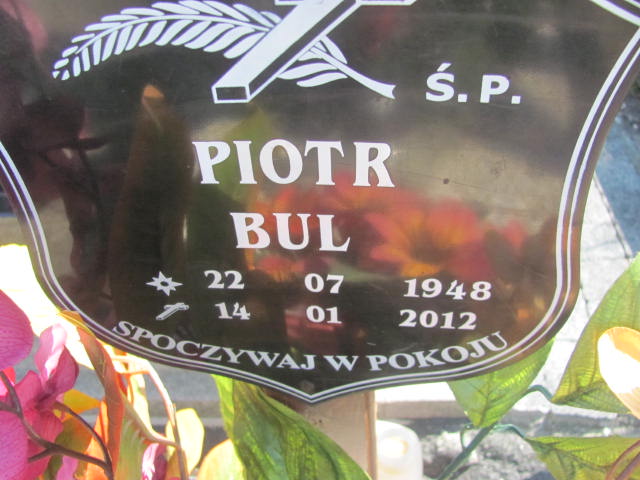 Ś.P.
PIOTR
BUL
22 07 1948
14 01 2012
SPOCZYWAJ W POKOJU